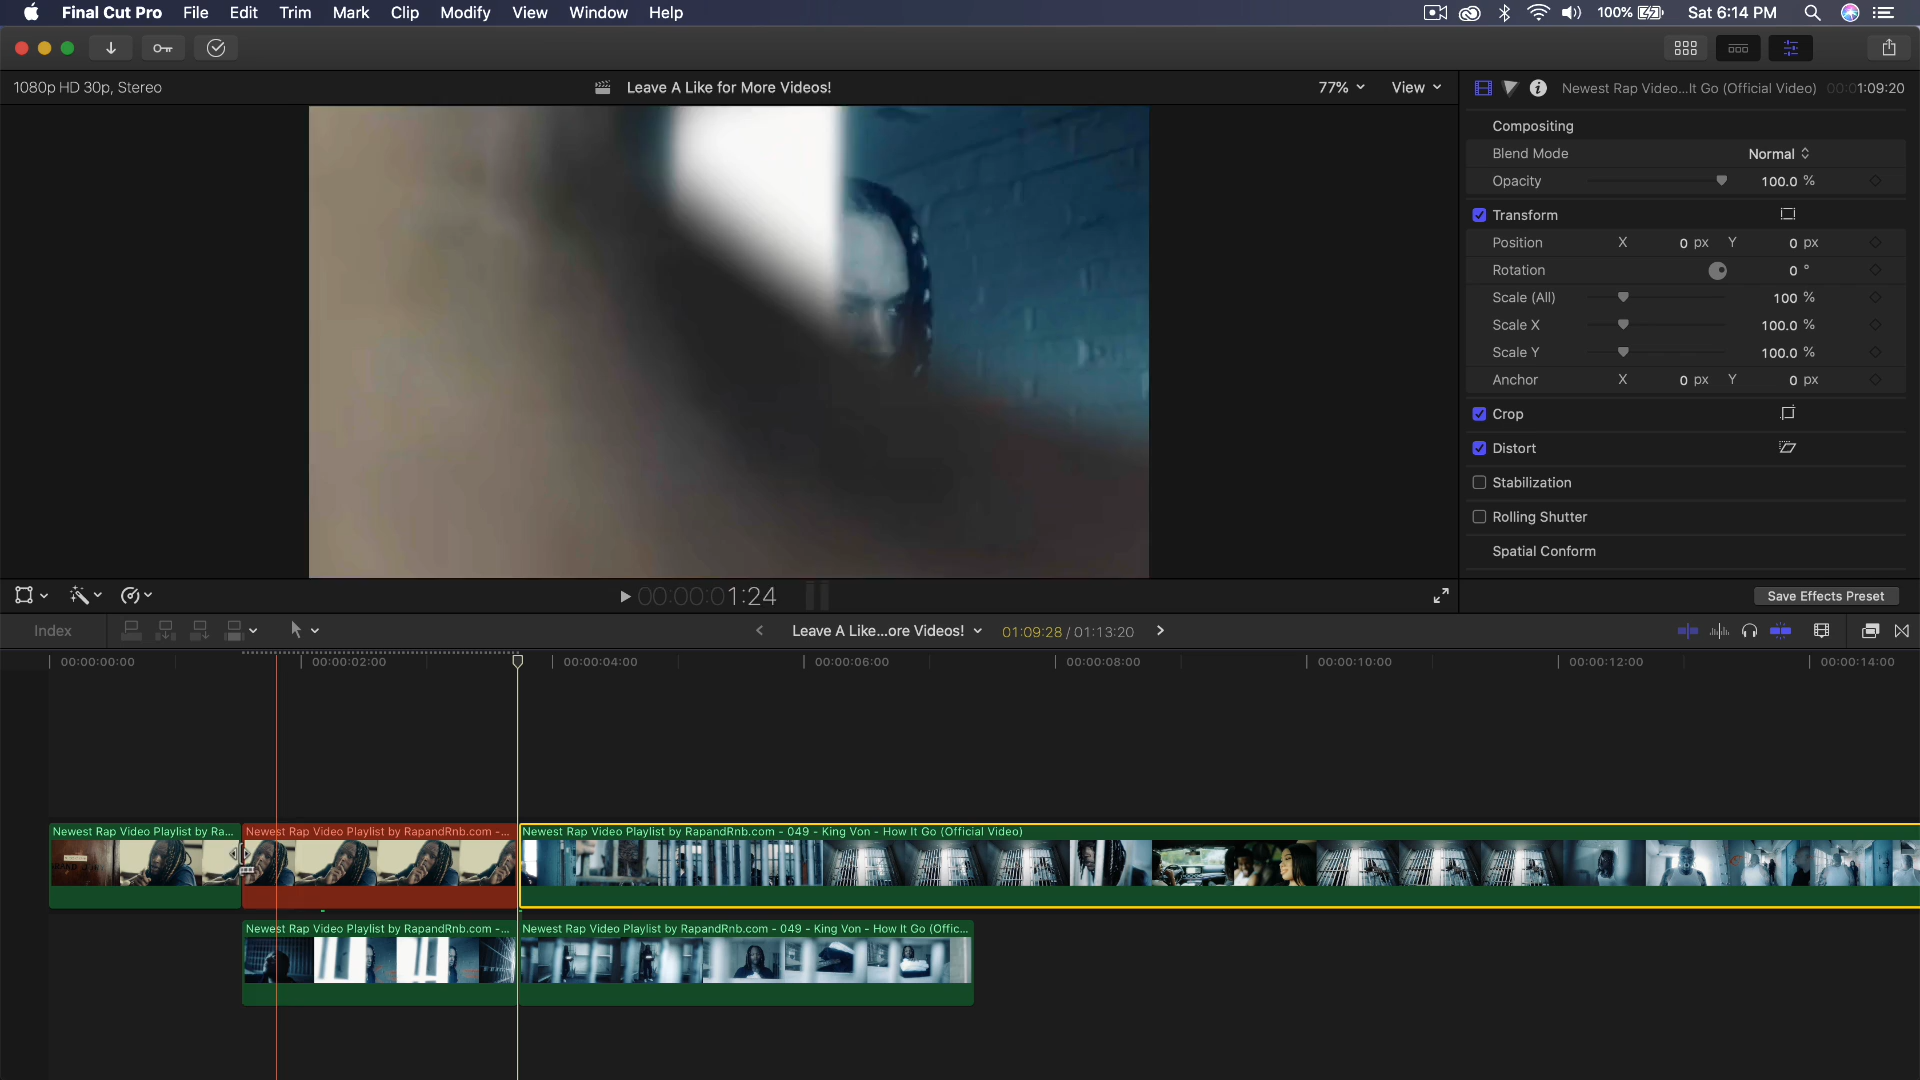 Final Cut Pro File Edit Trim Mark Clip Modify View Window Help 100% Sat 6:14 PM
1080p HD 30p, Stereo Leave A Like for More Videos! 77% View Newest Rap Video...It Go (Official Video) 00:01:09:20
Compositing
Blend Mode Normal
Opacity 100.0 %
Transform
Position X 0 px Y 0 px
Rotation 0 °
Scale (All) 100 %
Scale X 100.0 %
Scale Y 100.0 %
Anchor X 0 px Y 0 px
Crop
Distort
Stabilization
Rolling Shutter
Spatial Conform
00:00:01:24 Save Effects Preset
Index Leave A Like...ore Videos! 01:09:28 / 01:13:20
00:00:00:00 00:00:02:00 00:00:04:00 00:00:06:00 00:00:08:00 00:00:10:00 00:00:12:00 00:00:14:00
Newest Rap Video Playlist by Ra... Newest Rap Video Playlist by RapandRnb.com -... Newest Rap Video Playlist by RapandRnb.com - 049 - King Von - How It Go (Official Video)
Newest Rap Video Playlist by RapandRnb.com -... Newest Rap Video Playlist by RapandRnb.com - 049 - King Von - How It Go (Offic...